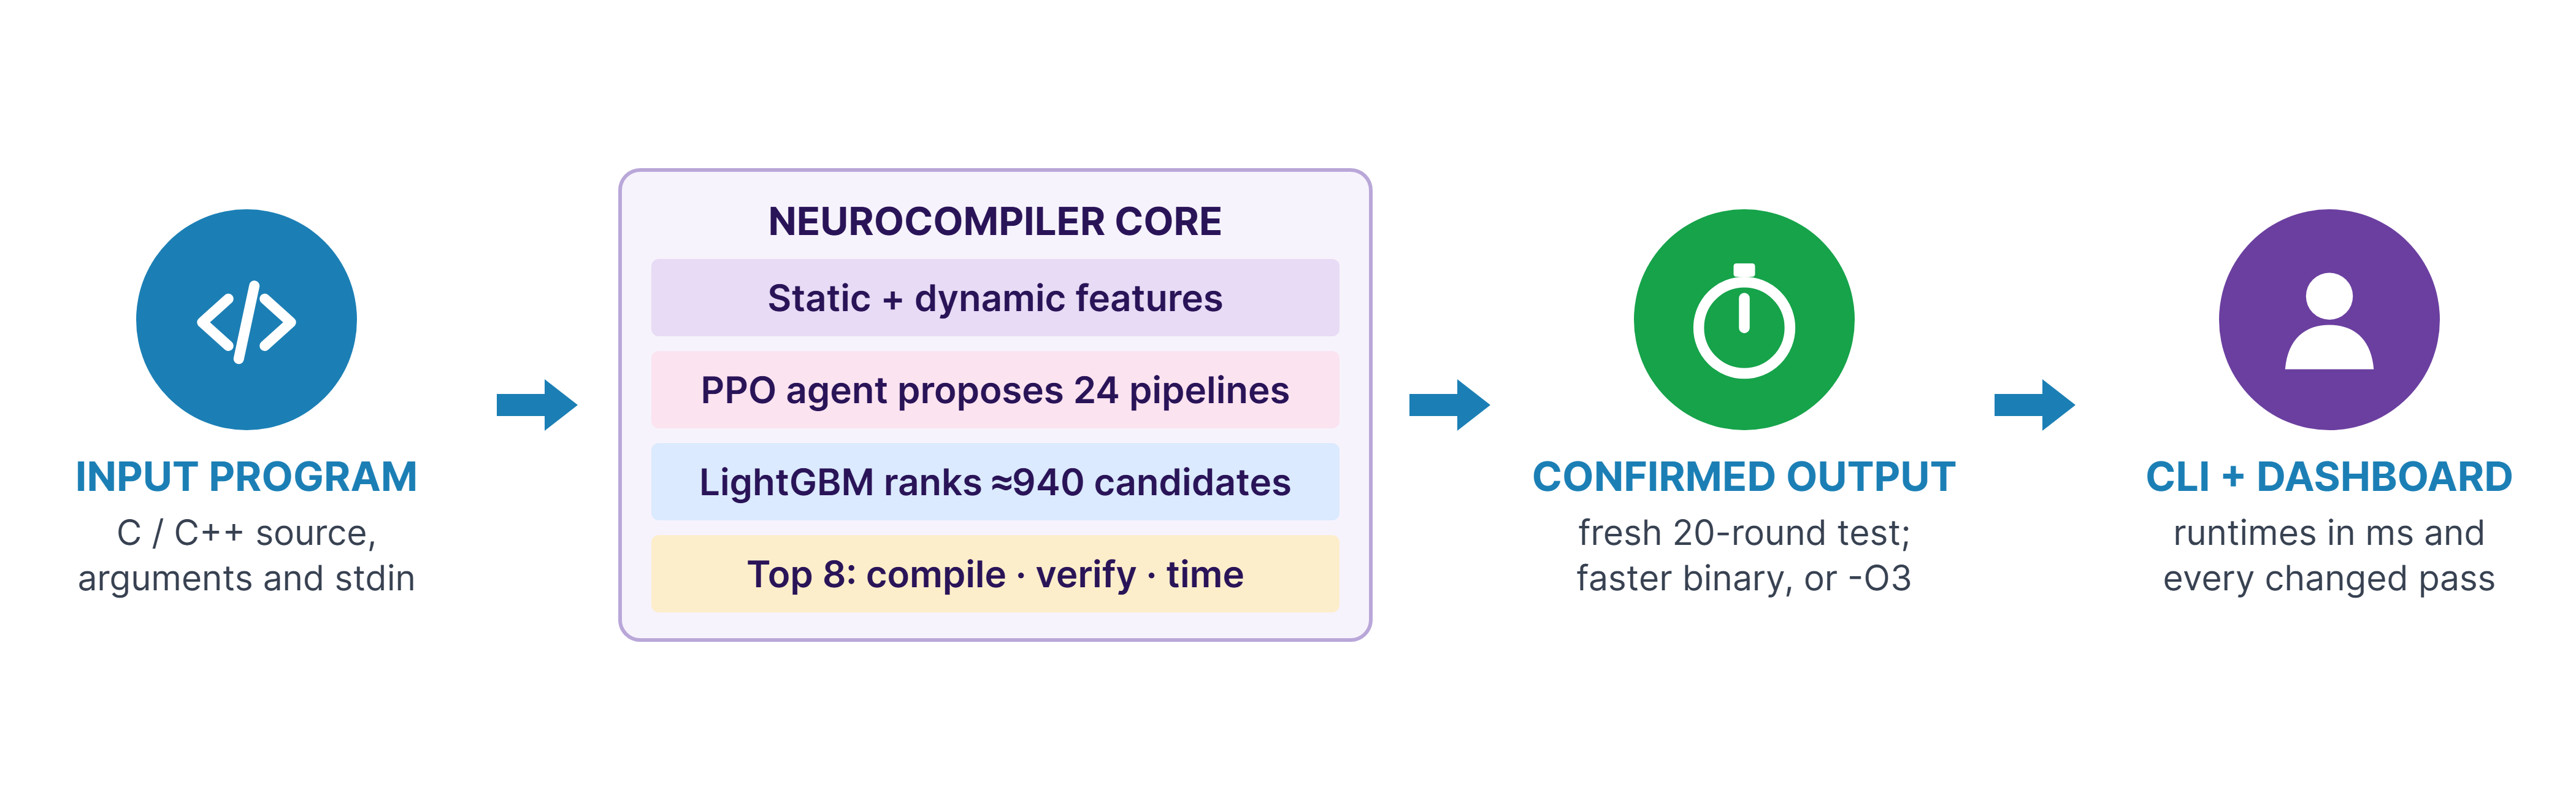 INPUT PROGRAM
C / C++ source,
arguments and stdin
NEUROCOMPILER CORE
Static + dynamic features
PPO agent proposes 24 pipelines
LightGBM ranks ≈940 candidates
Top 8: compile · verify · time
CONFIRMED OUTPUT
fresh 20-round test;
faster binary, or -O3
CLI + DASHBOARD
runtimes in ms and
every changed pass